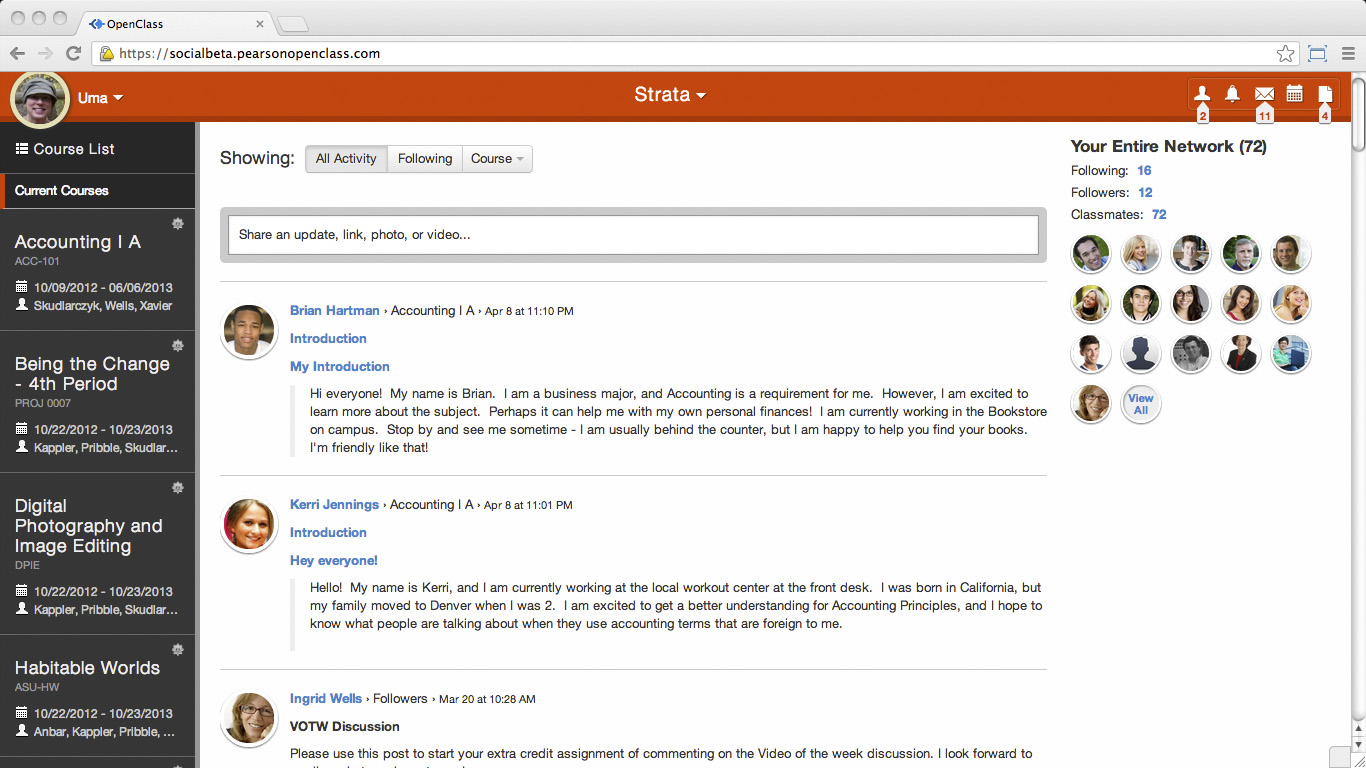 OpenClass
https://socialbeta.pearsonopenclass.com
Uma
Strata
2
11
4
Course List
Current Courses
Accounting I A
ACC-101
10/09/2012 - 06/06/2013
Skudlarczyk, Wells, Xavier
Being the Change
- 4th Period
PROJ 0007
10/22/2012 - 10/23/2013
Kappler, Pribble, Skudlar...
Digital
Photography and
Image Editing
DPIE
10/22/2012 - 10/23/2013
Kappler, Pribble, Skudlar...
Habitable Worlds
ASU-HW
10/22/2012 - 10/23/2013
Anbar, Kappler, Pribble, ...
Showing:
All Activity
Following
Course
Share an update, link, photo, or video...
Brian Hartman › Accounting I A › Apr 8 at 11:10 PM
Introduction
My Introduction
Hi everyone!  My name is Brian.  I am a business major, and Accounting is a requirement for me.  However, I am excited to
learn more about the subject.  Perhaps it can help me with my own personal finances!  I am currently working in the Bookstore
on campus.  Stop by and see me sometime - I am usually behind the counter, but I am happy to help you find your books.
I'm friendly like that!
Kerri Jennings › Accounting I A › Apr 8 at 11:01 PM
Introduction
Hey everyone!
Hello!  My name is Kerri, and I am currently working at the local workout center at the front desk.  I was born in California, but
my family moved to Denver when I was 2.  I am excited to get a better understanding for Accounting Principles, and I hope to
know what people are talking about when they use accounting terms that are foreign to me.
Ingrid Wells › Followers › Mar 20 at 10:28 AM
VOTW Discussion
Please use this post to start your extra credit assignment of commenting on the Video of the week discussion. I look forward to
Your Entire Network (72)
Following: 16
Followers: 12
Classmates: 72
View
All